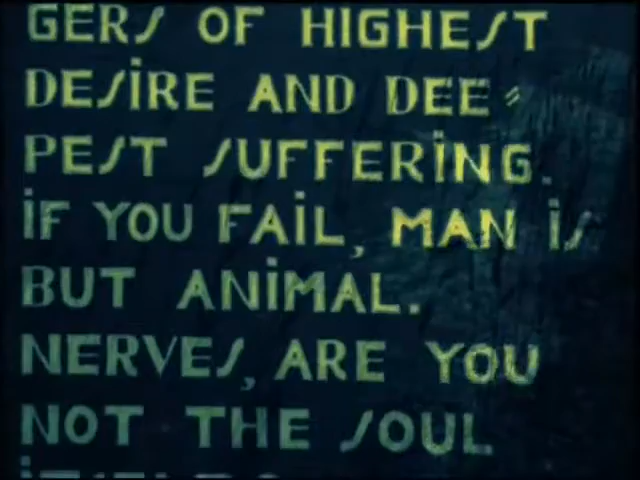 GERS OF HIGHEST
DESIRE AND DEE=
PEST SUFFERING.
IF YOU FAIL, MAN IS
BUT ANIMAL.
NERVES, ARE YOU
NOT THE SOUL